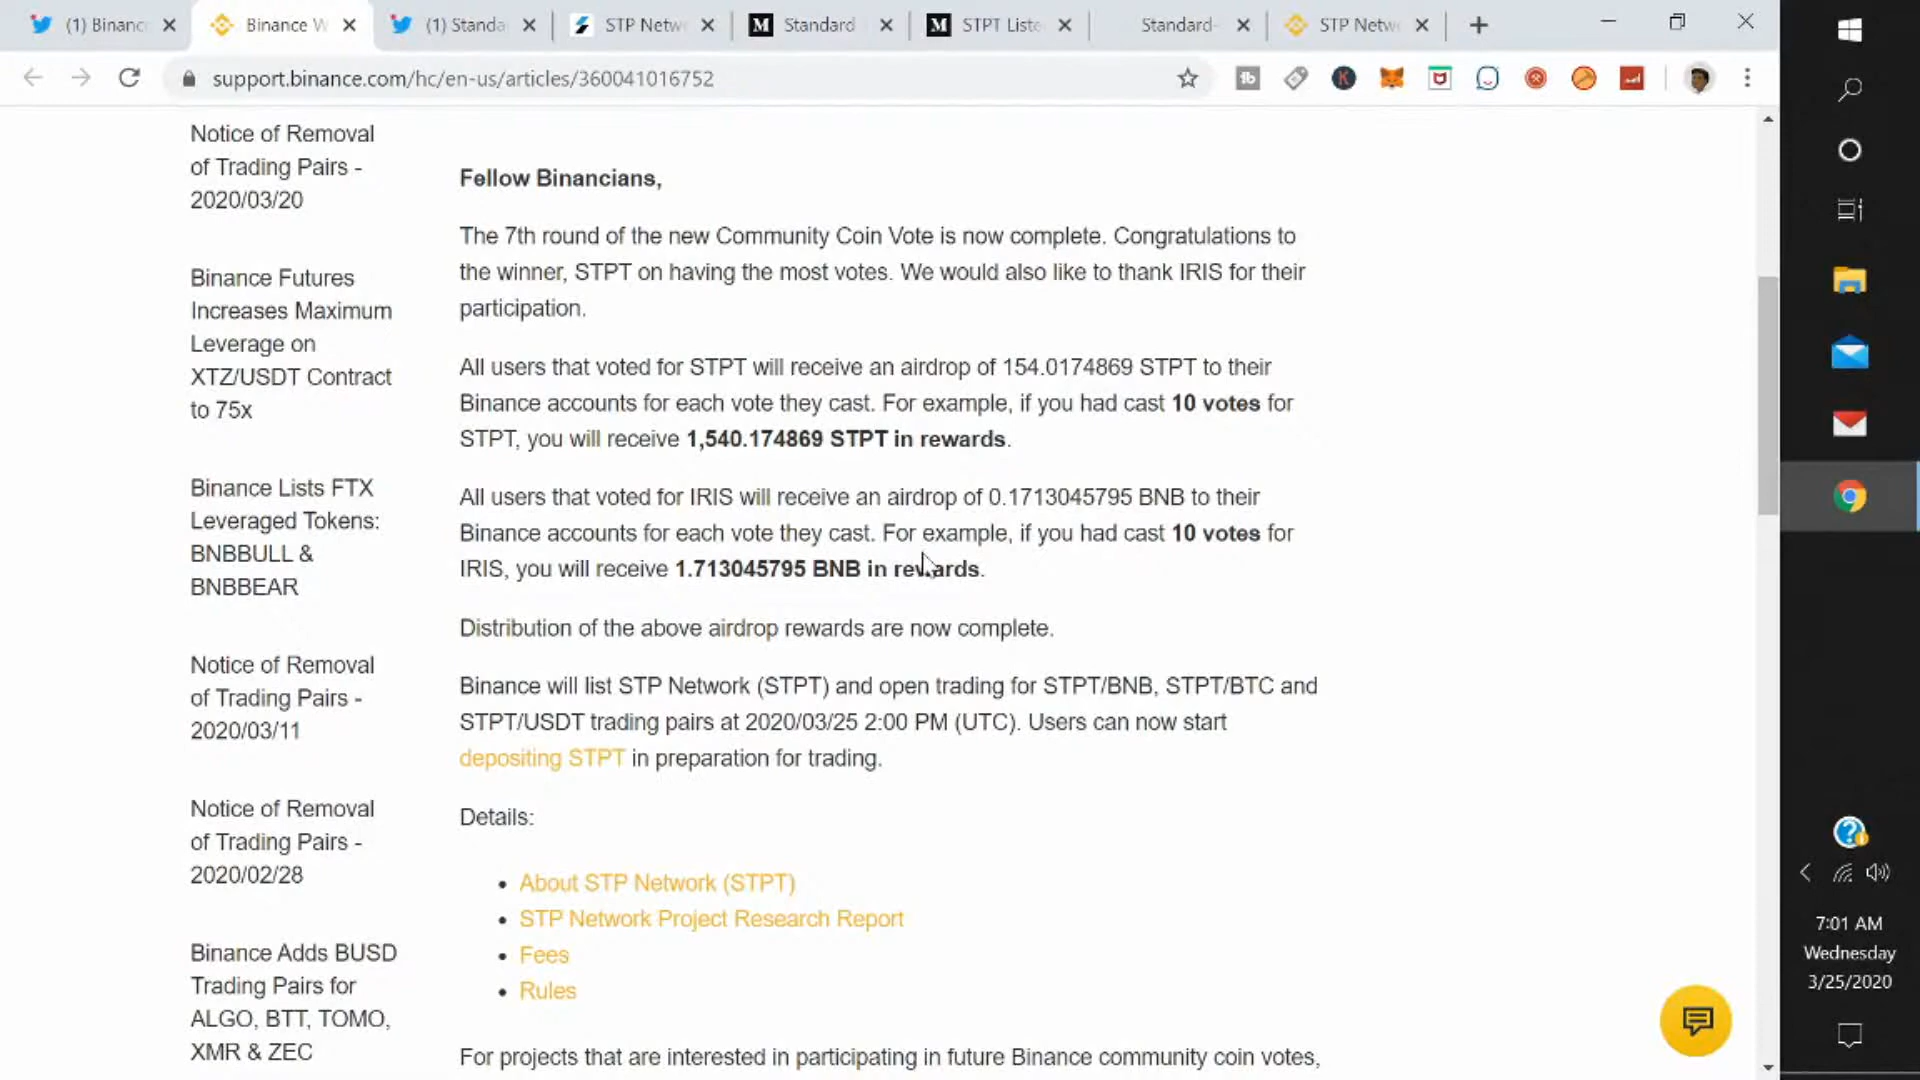 (1) Binanc
Binance W
(1) Standa
STP Netw
Standard
STPT Liste
Standard-
STP Netw
support.binance.com/hc/en-us/articles/360041016752
Notice of Removal
of Trading Pairs -
2020/03/20
Binance Futures
Increases Maximum
Leverage on
XTZ/USDT Contract
to 75x
Binance Lists FTX
Leveraged Tokens:
BNBBULL &
BNBBEAR
Notice of Removal
of Trading Pairs -
2020/03/11
Notice of Removal
of Trading Pairs -
2020/02/28
Binance Adds BUSD
Trading Pairs for
ALGO, BTT, TOMO,
XMR & ZEC
Fellow Binancians,
The 7th round of the new Community Coin Vote is now complete. Congratulations to
the winner, STPT on having the most votes. We would also like to thank IRIS for their
participation.
All users that voted for STPT will receive an airdrop of 154.0174869 STPT to their
Binance accounts for each vote they cast. For example, if you had cast 10 votes for
STPT, you will receive 1,540.174869 STPT in rewards.
All users that voted for IRIS will receive an airdrop of 0.1713045795 BNB to their
Binance accounts for each vote they cast. For example, if you had cast 10 votes for
IRIS, you will receive 1.713045795 BNB in rewards.
Distribution of the above airdrop rewards are now complete.
Binance will list STP Network (STPT) and open trading for STPT/BNB, STPT/BTC and
STPT/USDT trading pairs at 2020/03/25 2:00 PM (UTC). Users can now start
depositing STPT in preparation for trading.
Details:
• About STP Network (STPT)
• STP Network Project Research Report
• Fees
• Rules
For projects that are interested in participating in future Binance community coin votes,
7:01 AM
Wednesday
3/25/2020